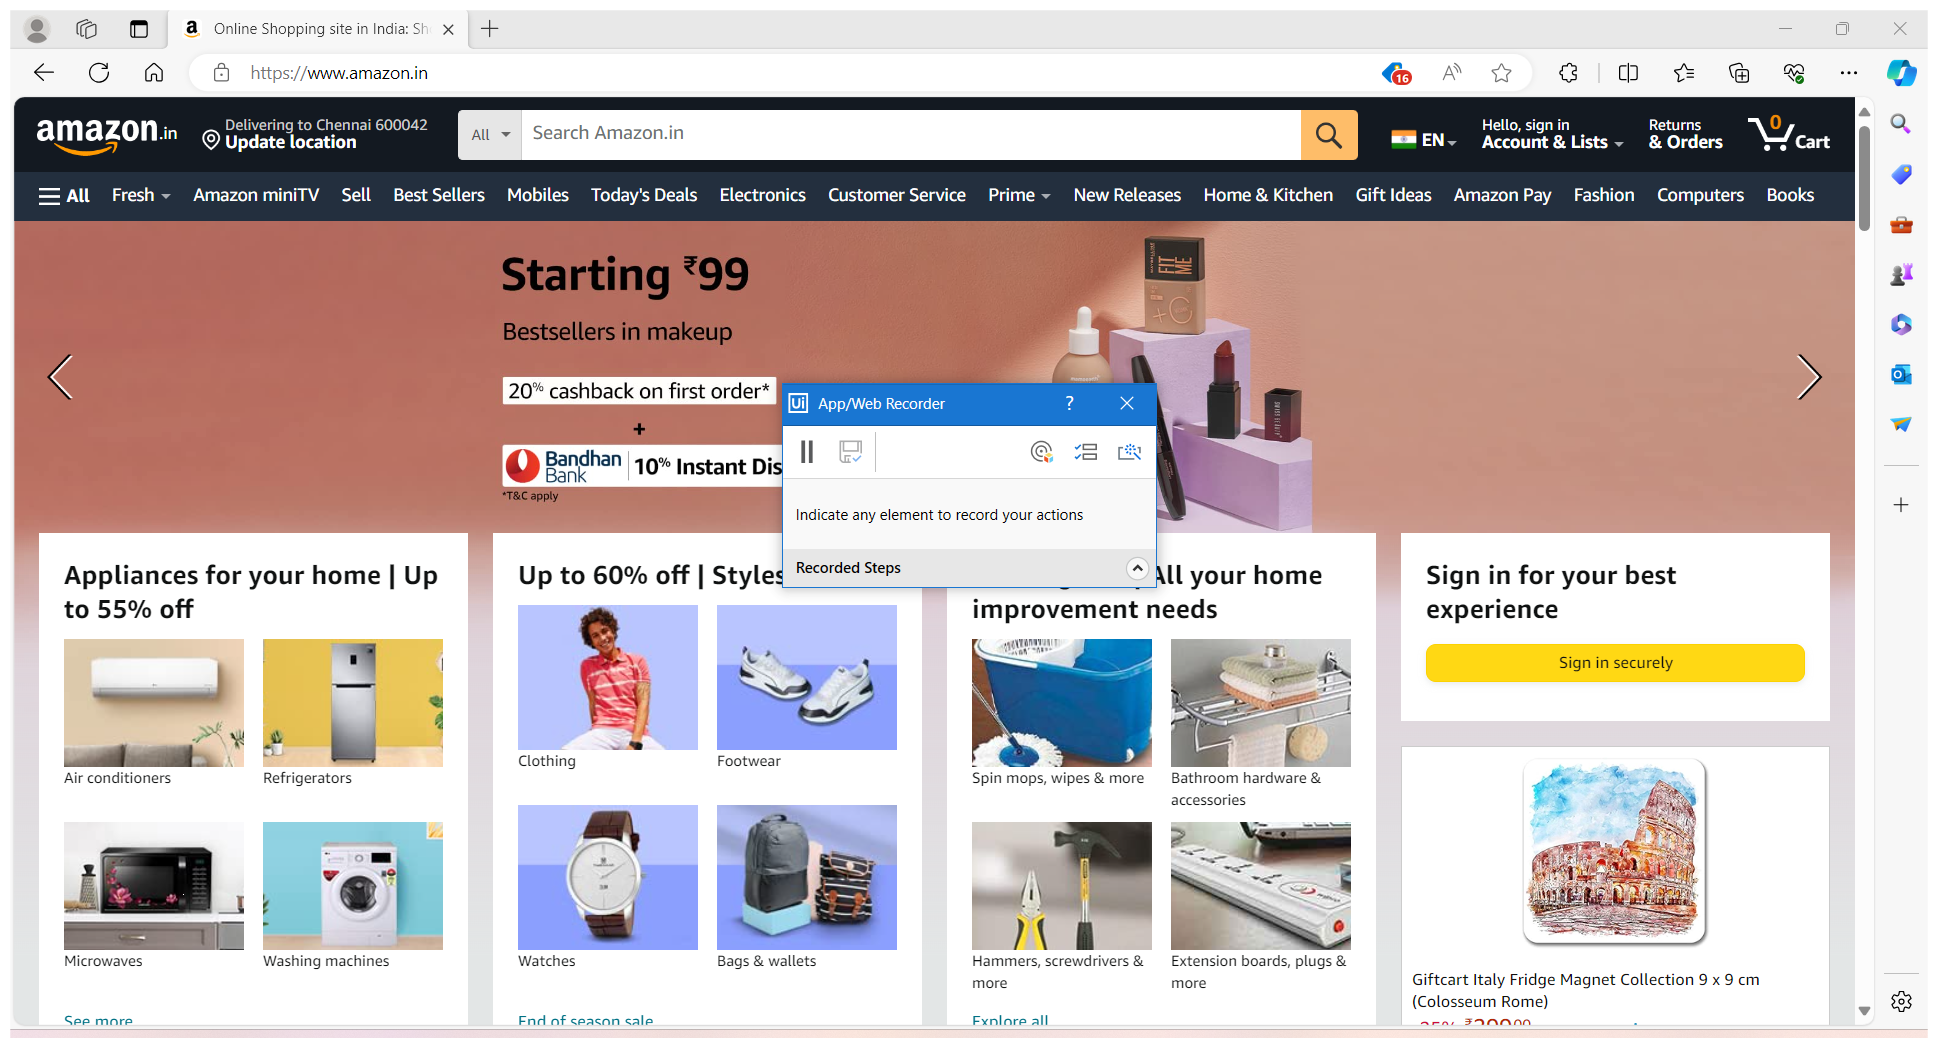 Online Shopping site in India: Sh
https://www.amazon.in
16
amazon.in
Delivering to Chennai 600042
Update location
All
Search Amazon.in
EN
Hello, sign in
Account & Lists
Returns
& Orders
0
Cart
All Fresh Amazon miniTV Sell Best Sellers Mobiles Today's Deals Electronics Customer Service Prime New Releases Home & Kitchen Gift Ideas Amazon Pay Fashion Computers Books
Starting ₹99
Bestsellers in makeup
20% cashback on first order*
+
Bandhan
Bank
10% Instant Dis
*T&C apply
FIT
ME
Ui App/Web Recorder ?
Indicate any element to record your actions
Recorded Steps
Appliances for your home | Up
to 55% off
Air conditioners
Refrigerators
Microwaves
Washing machines
See more
Up to 60% off | Styles
Clothing
Footwear
Watches
Bags & wallets
End of season sale
All your home
improvement needs
Spin mops, wipes & more
Bathroom hardware &
accessories
Hammers, screwdrivers &
more
Extension boards, plugs &
more
Explore all
Sign in for your best
experience
Sign in securely
Giftcart Italy Fridge Magnet Collection 9 x 9 cm
(Colosseum Rome)